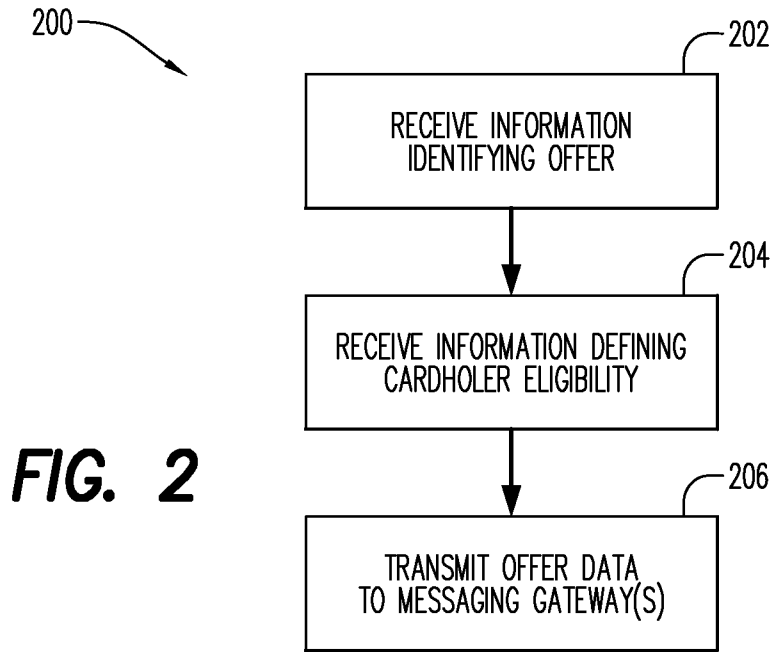 200
202
RECEIVE INFORMATION
IDENTIFYING OFFER
204
RECEIVE INFORMATION DEFINING
CARDHOLER ELIGIBILITY
FIG. 2
206
TRANSMIT OFFER DATA
TO MESSAGING GATEWAY(S)